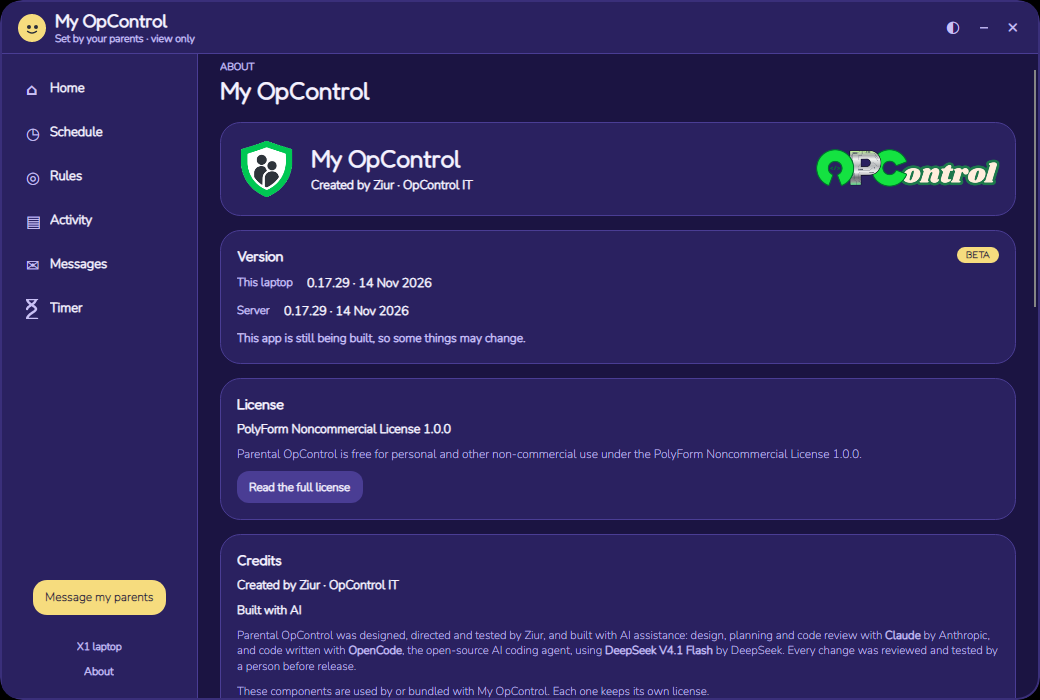 My OpControl
Set by your parents · view only
Home
Schedule
Rules
Activity
Messages
Timer
Message my parents
X1 laptop
About
ABOUT
My OpControl
My OpControl
Created by Ziur · OpControl IT
OPControl
Version
BETA
This laptop 0.17.29 · 14 Nov 2026
Server 0.17.29 · 14 Nov 2026
This app is still being built, so some things may change.
License
PolyForm Noncommercial License 1.0.0
Parental OpControl is free for personal and other non-commercial use under the PolyForm Noncommercial License 1.0.0.
Read the full license
Credits
Created by Ziur · OpControl IT
Built with AI
Parental OpControl was designed, directed and tested by Ziur, and built with AI assistance: design, planning and code review with Claude by Anthropic,
and code written with OpenCode, the open-source AI coding agent, using DeepSeek V4.1 Flash by DeepSeek. Every change was reviewed and tested by
a person before release.
These components are used by or bundled with My OpControl. Each one keeps its own license.